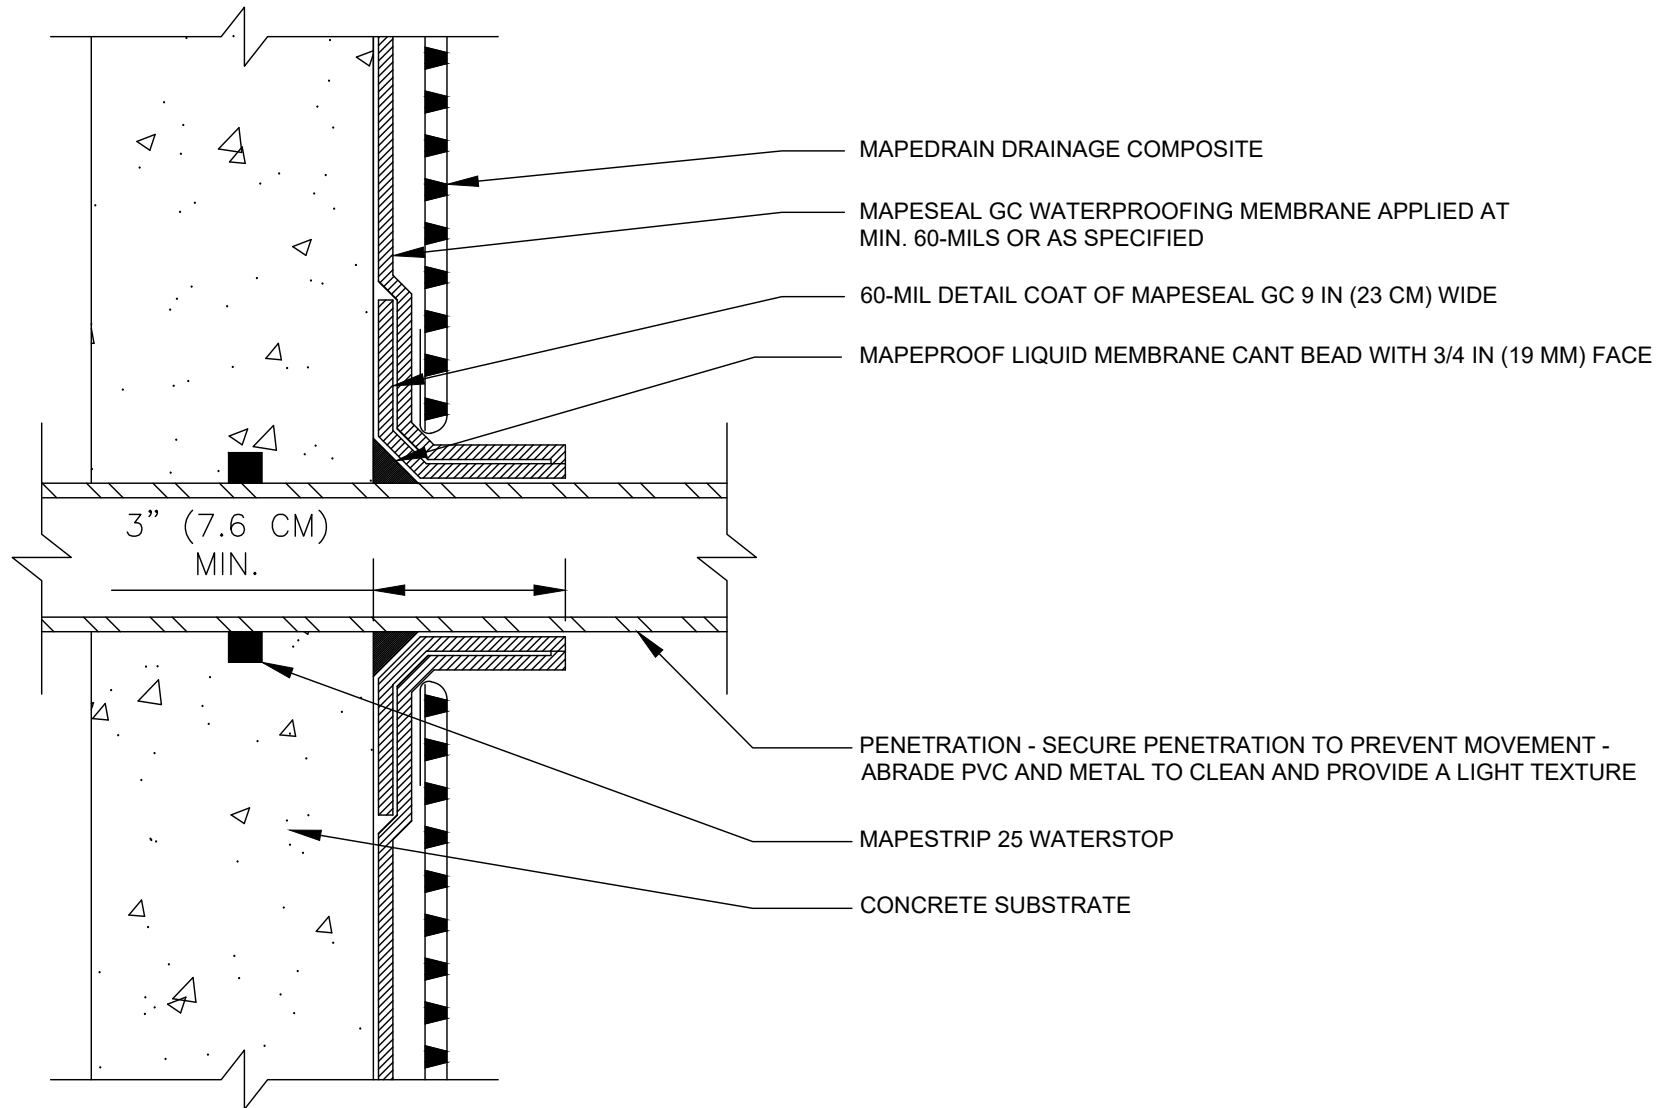 MAPEDRAIN DRAINAGE COMPOSITE
MAPESEAL GC WATERPROOFING MEMBRANE APPLIED AT
MIN. 60-MILS OR AS SPECIFIED
60-MIL DETAIL COAT OF MAPESEAL GC 9 IN (23 CM) WIDE
MAPEPROOF LIQUID MEMBRANE CANT BEAD WITH 3/4 IN (19 MM) FACE
3” (7.6 CM)
MIN.
PENETRATION - SECURE PENETRATION TO PREVENT MOVEMENT -
ABRADE PVC AND METAL TO CLEAN AND PROVIDE A LIGHT TEXTURE
MAPESTRIP 25 WATERSTOP
CONCRETE SUBSTRATE